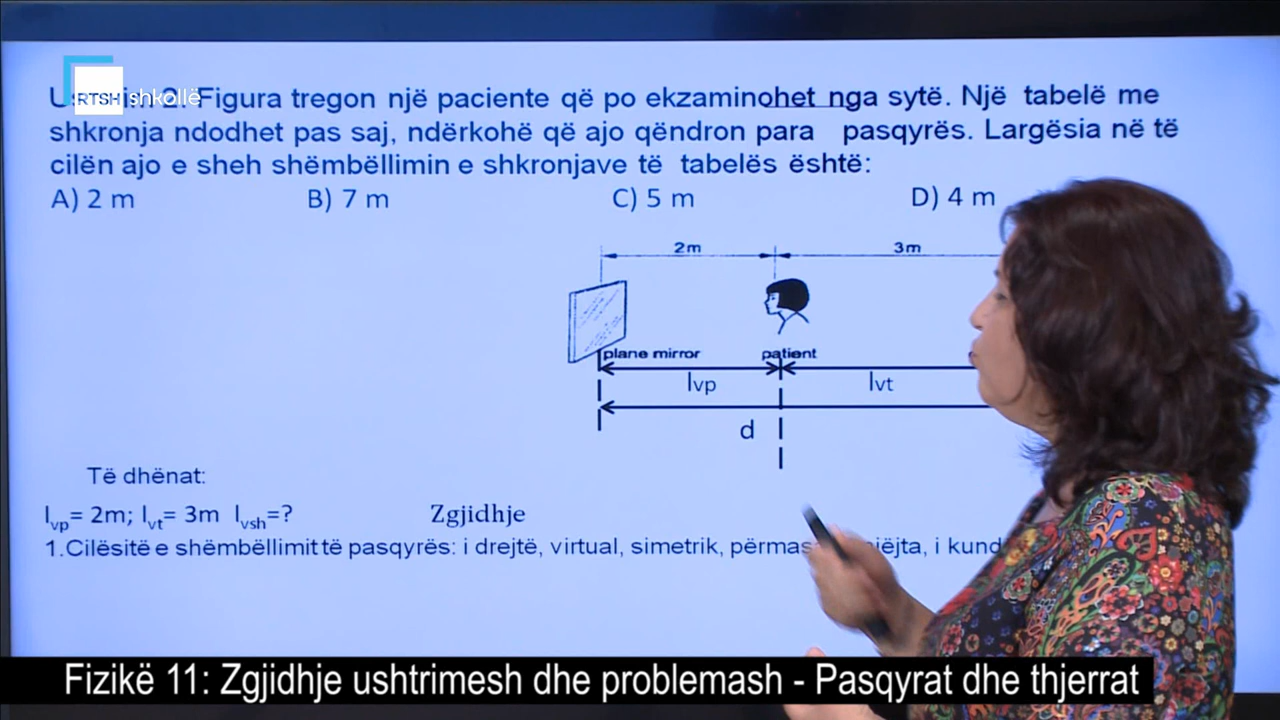 RTSH shkollë
Figura tregon një paciente që po ekzaminohet nga sytë. Një tabelë me
shkronja ndodhet pas saj, ndërkohë që ajo qëndron para pasqyrës. Largësia në të
cilën ajo e sheh shëmbëllimin e shkronjave të tabelës është:
A) 2 m B) 7 m C) 5 m D) 4 m
2m 3m
plane mirror patient
lvp lvt
d
Të dhënat:
lvp= 2m; lvt= 3m lvsh=? Zgjidhje
1.Cilësitë e shëmbëllimit të pasqyrës: i drejtë, virtual, simetrik,
Fizikë 11: Zgjidhje ushtrimesh dhe problemash - Pasqyrat dhe thjerrat